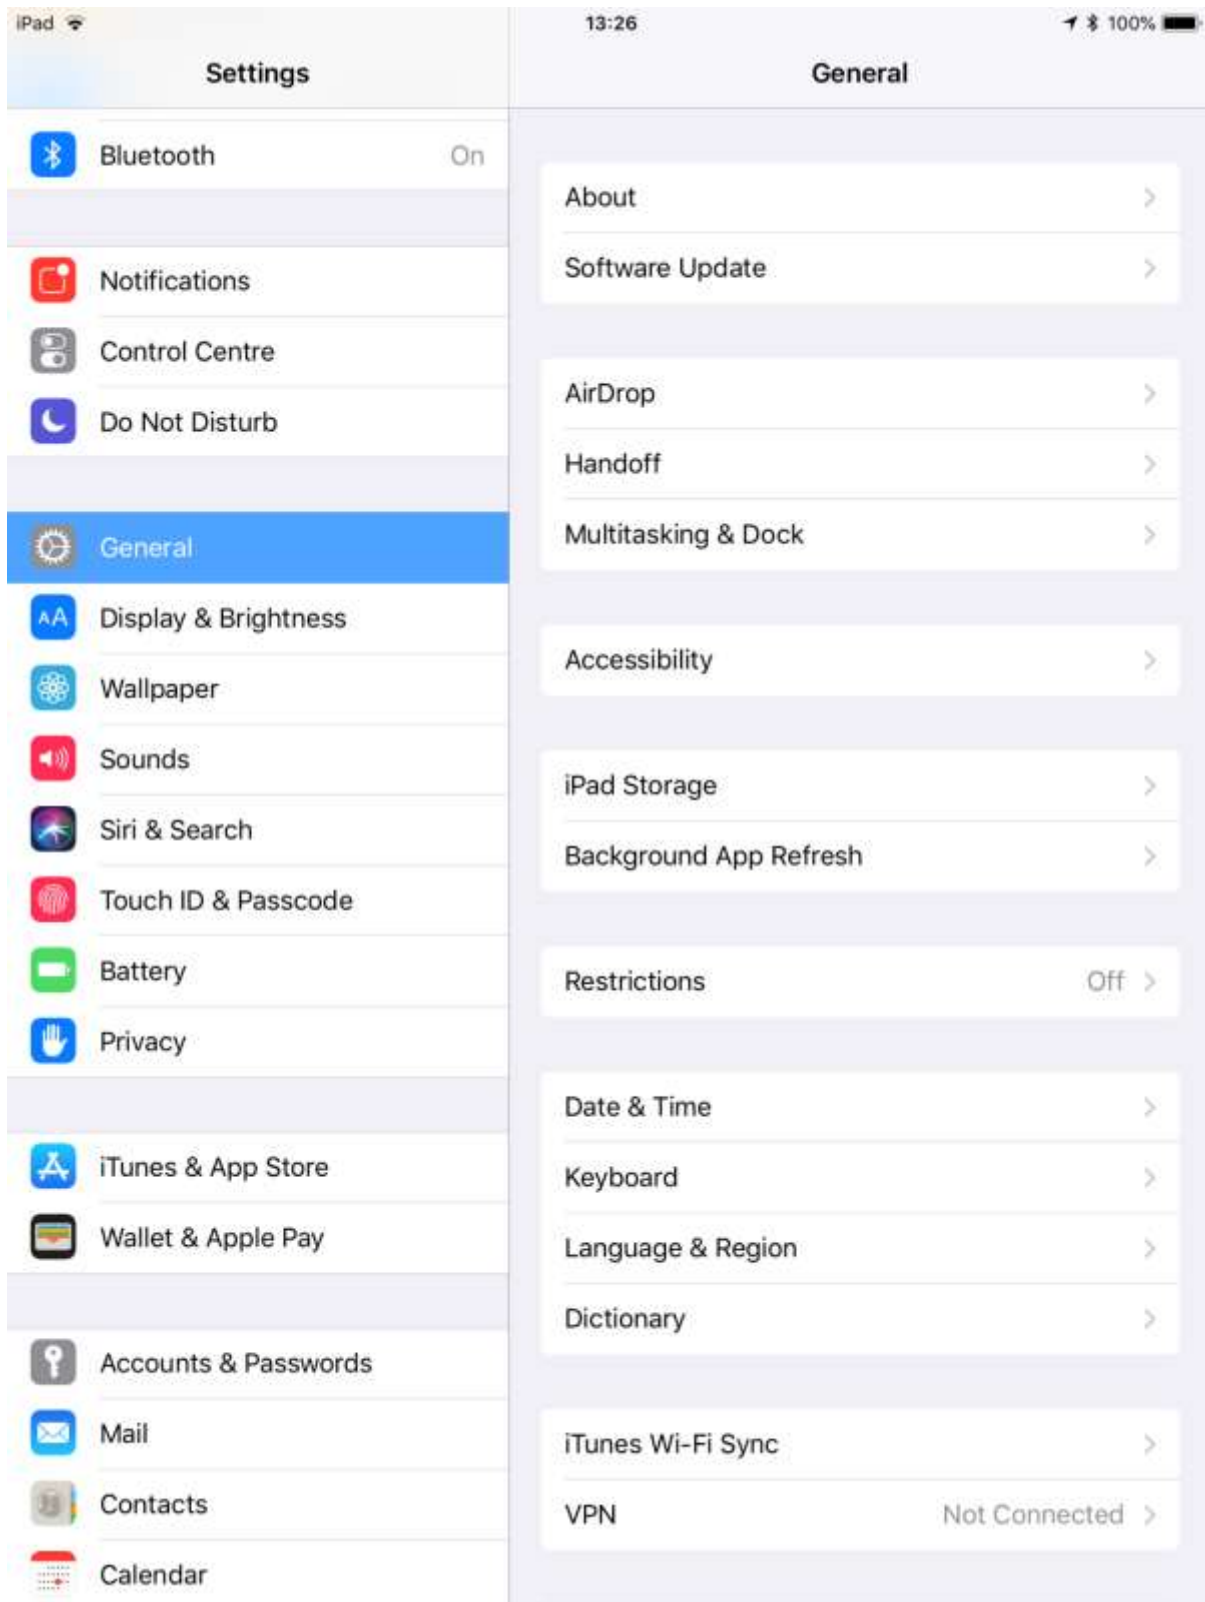 iPad 13:26 100%
Settings
Bluetooth On
Notifications
Control Centre
Do Not Disturb
General
AA Display & Brightness
Wallpaper
Sounds
Siri & Search
Touch ID & Passcode
Battery
Privacy
iTunes & App Store
Wallet & Apple Pay
Accounts & Passwords
Mail
Contacts
Calendar
General
About
Software Update
AirDrop
Handoff
Multitasking & Dock
Accessibility
iPad Storage
Background App Refresh
Restrictions Off
Date & Time
Keyboard
Language & Region
Dictionary
iTunes Wi-Fi Sync
VPN Not Connected